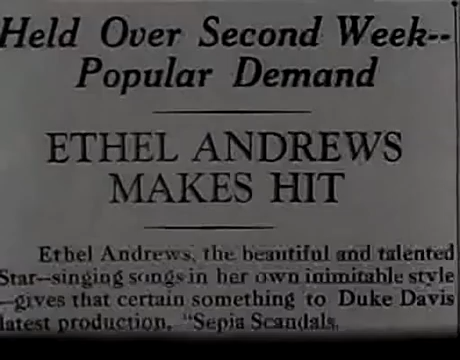 Held Over Second Week--
Popular Demand
ETHEL ANDREWS
MAKES HIT
Ethel Andrews, the beautiful and talented
Star—singing songs in her own inimitable style
—gives that certain something to Duke Davis
latest production, "Sepia Scandals.